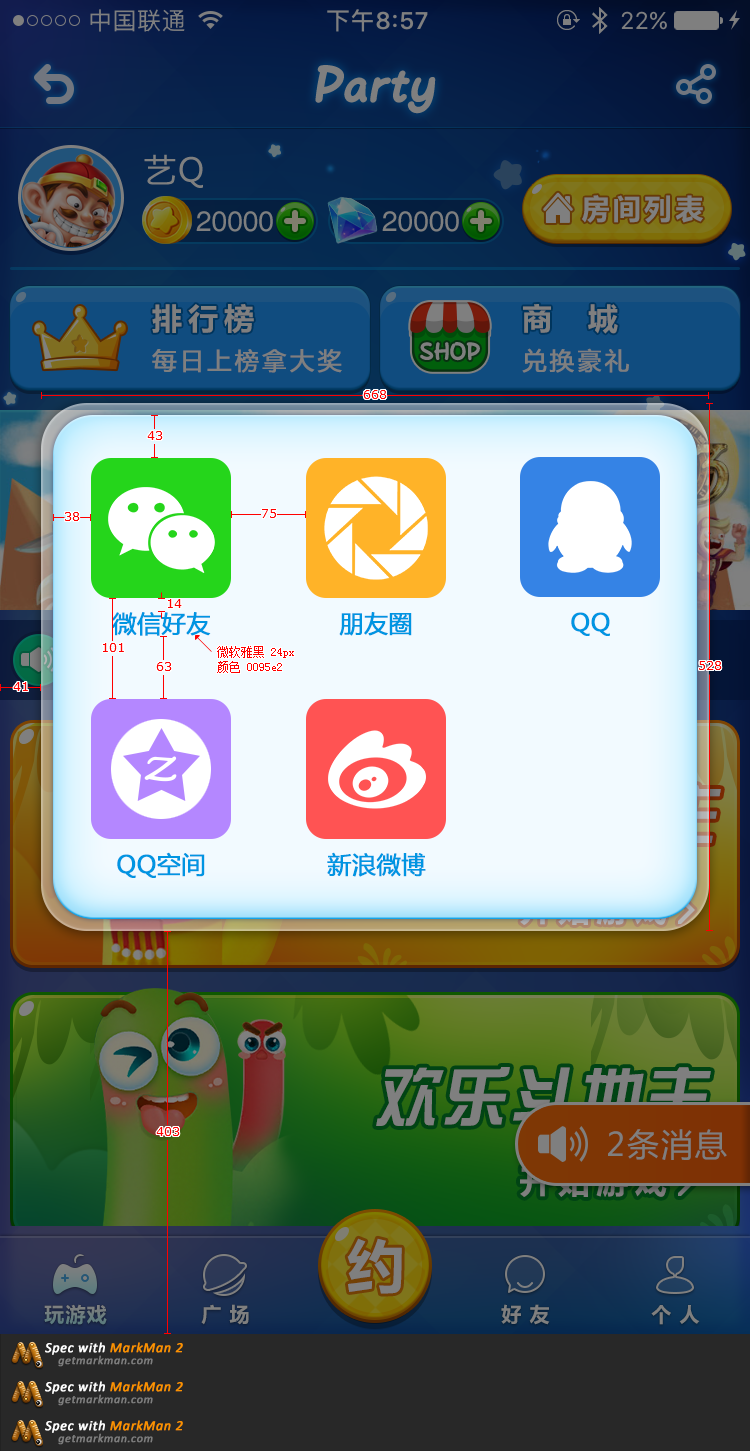 中国联通
下午8:57
22%
Party
艺Q
20000
20000
房间列表
排行榜
每日上榜拿大奖
商 城
SHOP
兑换豪礼
668
43
38
75
14
微信好友
朋友圈
QQ
101
63
微软雅黑 24px
颜色 0095e2
41
528
QQ空间
新浪微博
开始游戏>
403
欢乐斗地主
2条消息
开始游戏>
玩游戏
广场
约
好友
个人
Spec with MarkMan 2
getmarkman.com
Spec with MarkMan 2
getmarkman.com
Spec with MarkMan 2
getmarkman.com